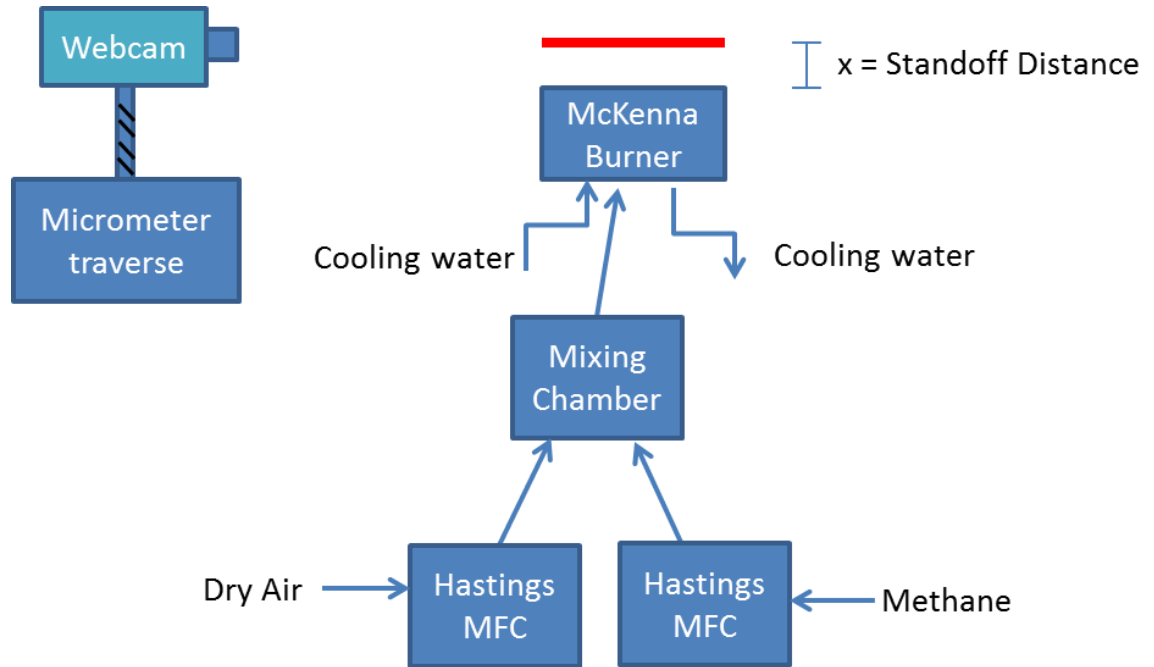 Webcam
Micrometer
traverse
x = Standoff Distance
McKenna
Burner
Cooling water
Cooling water
Mixing
Chamber
Dry Air
Hastings
MFC
Hastings
MFC
Methane